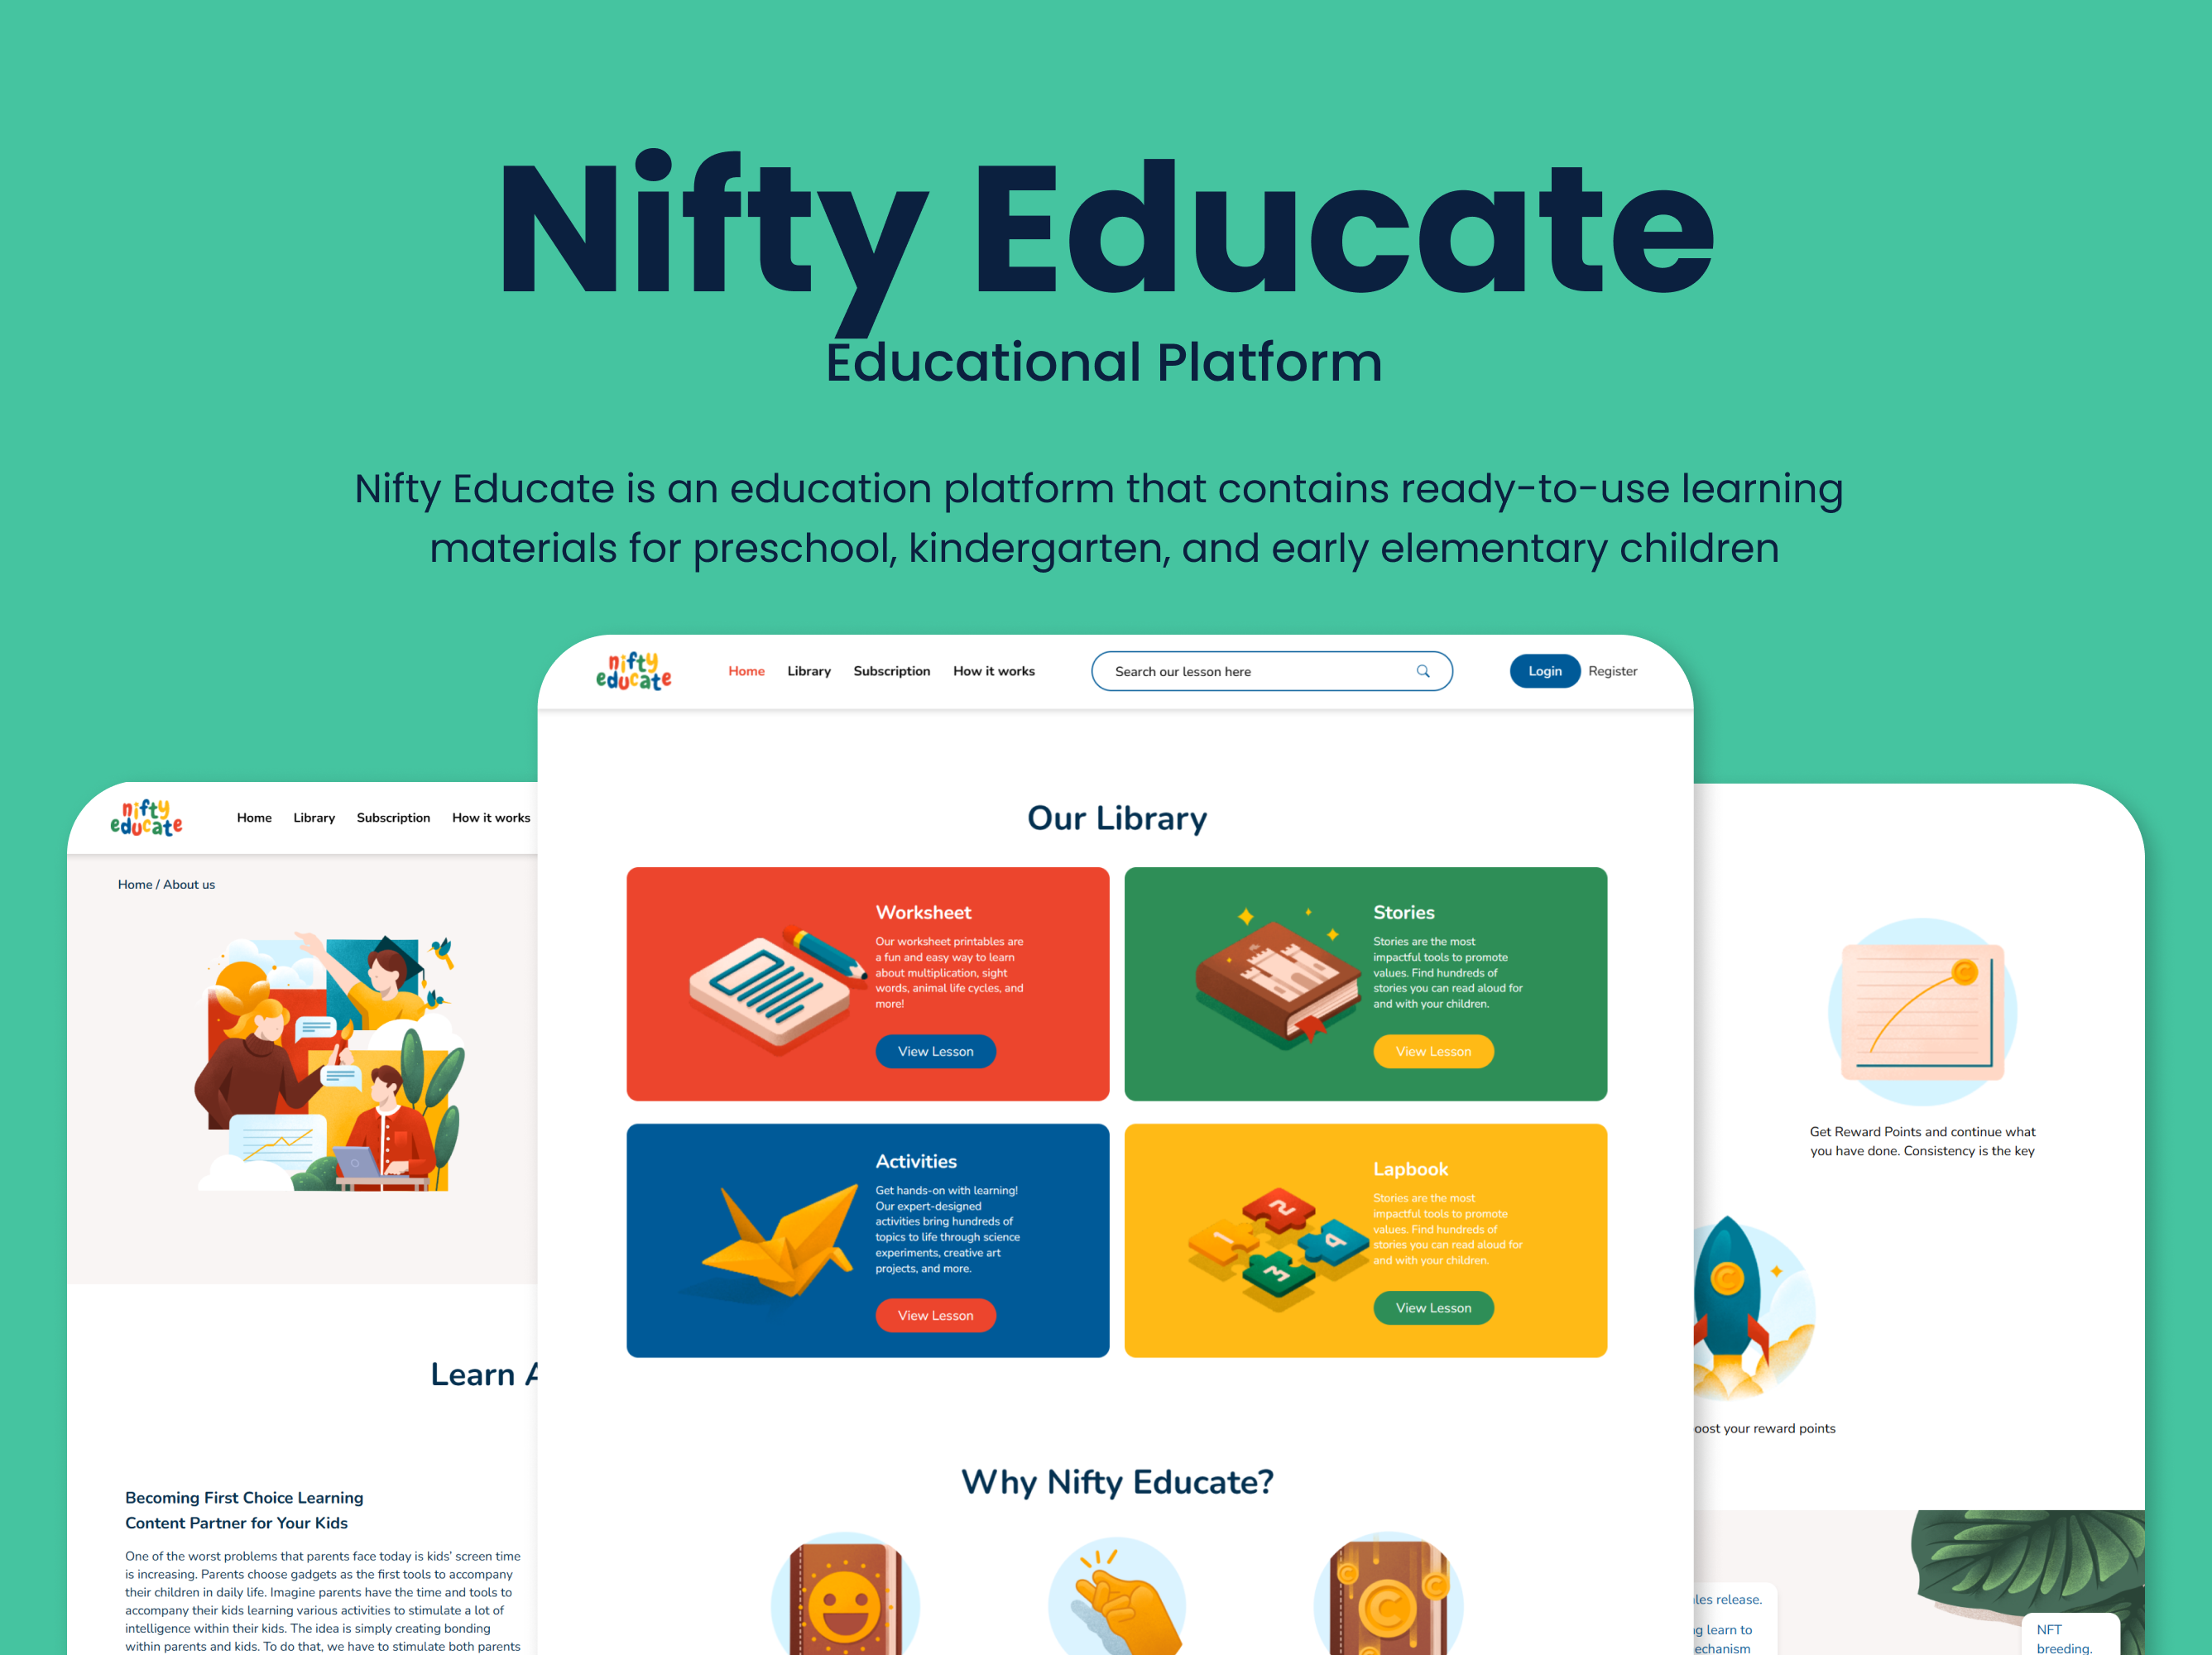 Nifty Educate
Educational Platform
Nifty Educate is an education platform that contains ready-to-use learning
materials for preschool, kindergarten, and early elementary children
nifty
educate
Home
Library
Subscription
How it works
Search our lesson here
Login
Register
Our Library
Worksheet
Our worksheet printables are
a fun and easy way to learn
about multiplication, sight
words, animal life cycles, and
more!
View Lesson
Stories
Stories are the most
impactful tools to promote
values. Find hundreds of
stories you can read aloud for
and with your children.
View Lesson
Activities
Get hands-on with learning!
Our expert-designed
activities bring hundreds of
topics to life through science
experiments, creative art
projects, and more.
View Lesson
1
2
3
4
Lapbook
Stories are the most
impactful tools to promote
values. Find hundreds of
stories you can read aloud for
and with your children.
View Lesson
Why Nifty Educate?
C
C
C
nifty
educate
Home
Library
Subscription
How it works
Home / About us
Learn
Becoming First Choice Learning
Content Partner for Your Kids
One of the worst problems that parents face today is kids' screen time
is increasing. Parents choose gadgets as the first tools to accompany
their children in daily life. Imagine parents have the time and tools to
accompany their kids learning various activities to stimulate a lot of
intelligence within their kids. The idea is simply creating bonding
within parents and kids. To do that, we have to stimulate both parents
C
Get Reward Points and continue what
you have done. Consistency is the key
C
your reward points
release.
learn to
NFT
breeding.